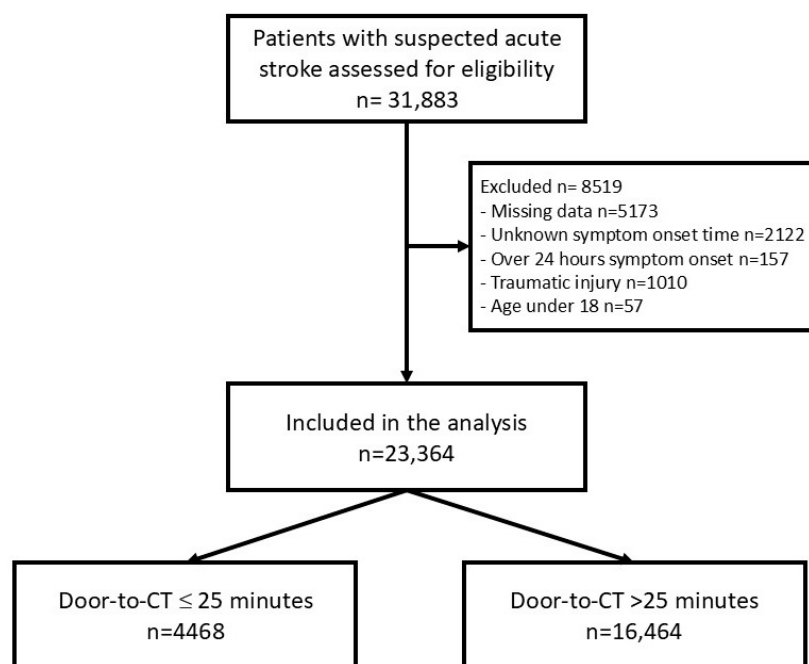 Patients with suspected acute
stroke assessed for eligibility
n= 31,883
Excluded n= 8519
- Missing data n=5173
- Unknown symptom onset time n=2122
- Over 24 hours symptom onset n=157
- Traumatic injury n=1010
- Age under 18 n=57
Included in the analysis
n=23,364
Door-to-CT ≤ 25 minutes
n=4468
Door-to-CT >25 minutes
n=16,464